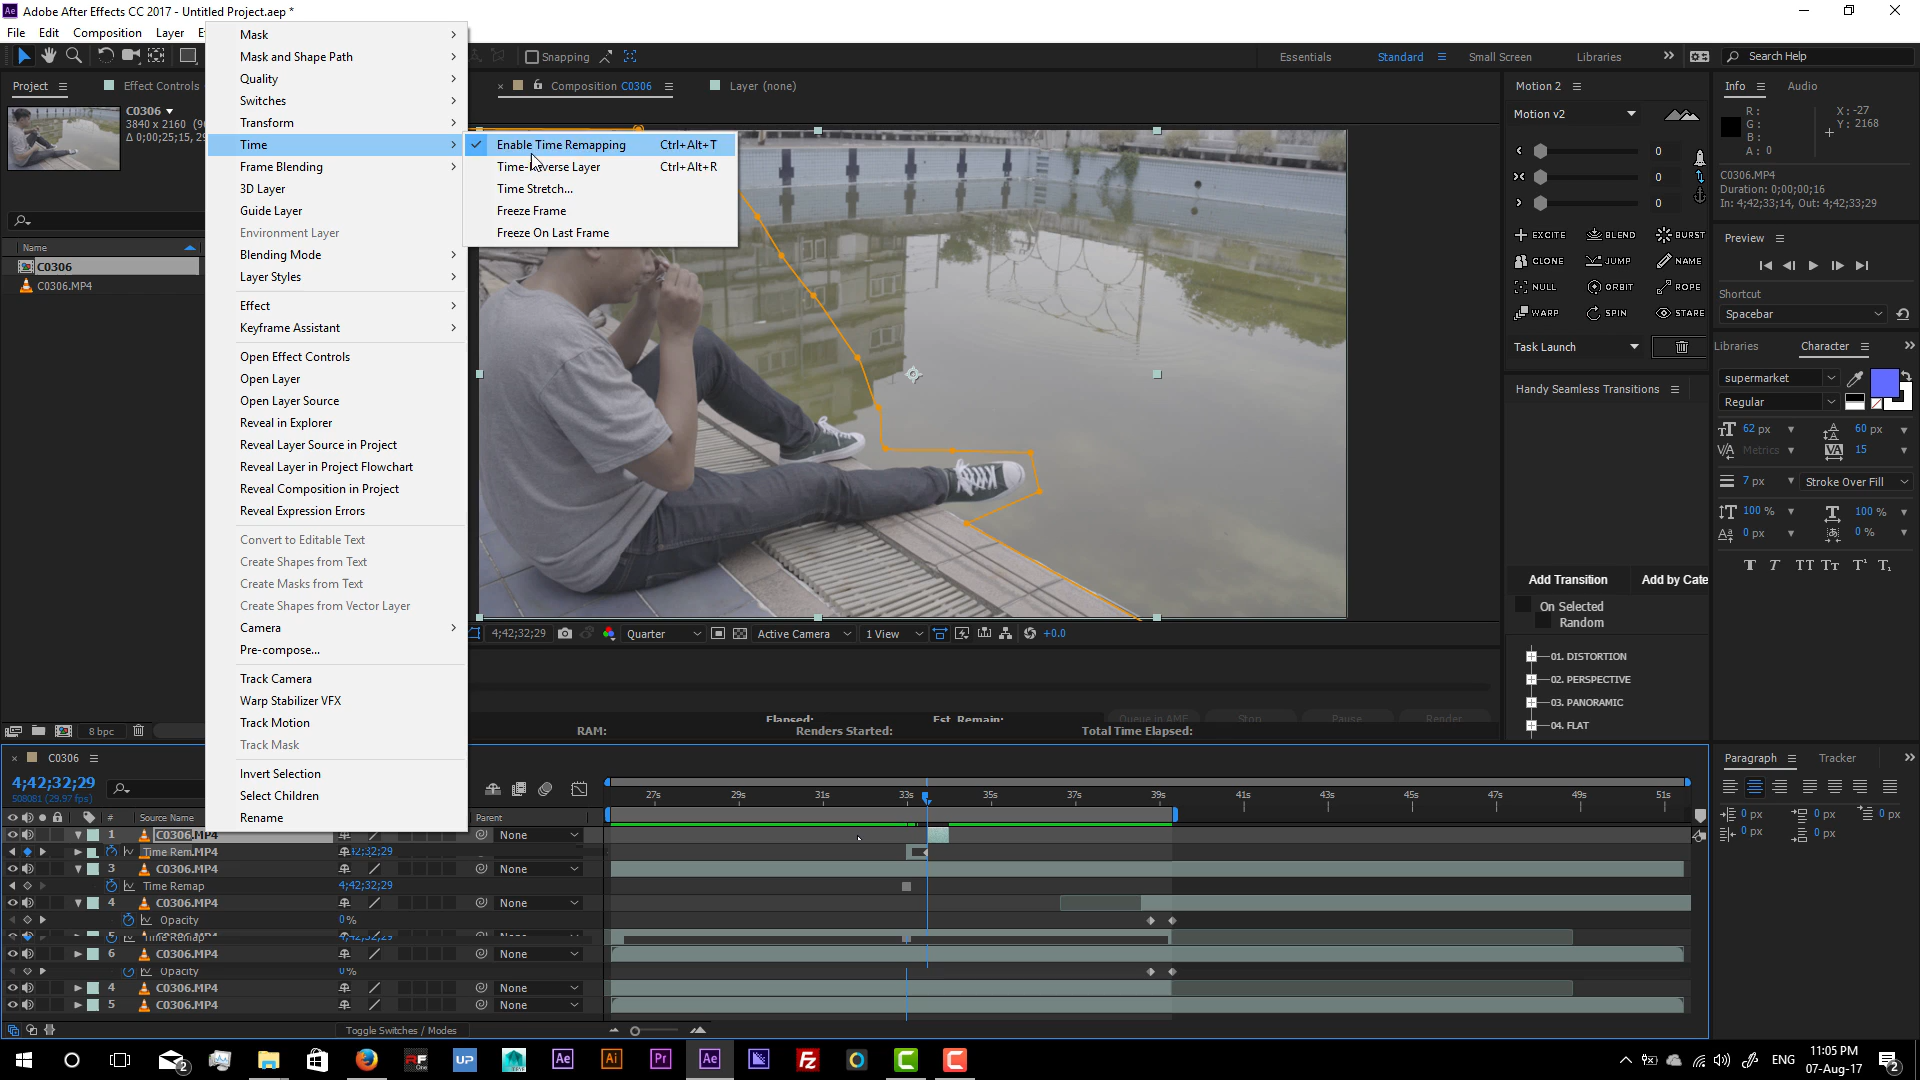 Adobe After Effects CC 2017 - Untitled Project.aep *
File Edit Composition Layer
Snapping
Essentials Standard Small Screen Libraries
Search Help
Project Effect Controls
C0306
3840 x 2160
Δ 0;00;25;15, 29
Name
C0306
C0306.MP4
8 bpc
Mask
Mask and Shape Path
Quality
Switches
Transform
Time
Frame Blending
3D Layer
Guide Layer
Environment Layer
Blending Mode
Layer Styles
Effect
Keyframe Assistant
Open Effect Controls
Open Layer
Open Layer Source
Reveal in Explorer
Reveal Layer Source in Project
Reveal Layer in Project Flowchart
Reveal Composition in Project
Reveal Expression Errors
Convert to Editable Text
Create Shapes from Text
Create Masks from Text
Create Shapes from Vector Layer
Camera
Pre-compose...
Track Camera
Warp Stabilizer VFX
Track Motion
Track Mask
Invert Selection
Select Children
Rename
Enable Time Remapping Ctrl+Alt+T
Time-Reverse Layer Ctrl+Alt+R
Time Stretch...
Freeze Frame
Freeze On Last Frame
Composition C0306
Layer (none)
4;42;32;29 Quarter Active Camera 1 View +0.0
Elapsed: Est. Remain: Queue in AME Stop Pause Render
RAM: Renders Started: Total Time Elapsed:
Motion 2
Motion v2
0
0
0
EXCITE BLEND BURST
CLONE JUMP NAME
NULL ORBIT ROPE
WARP SPIN STARE
Task Launch
Handy Seamless Transitions
Add Transition Add by Cate
On Selected
Random
01. DISTORTION
02. PERSPECTIVE
03. PANORAMIC
04. FLAT
Info Audio
R: X: -27
G: Y: 2168
B:
A: 0
C0306.MP4
Duration: 0;00;00;16
In: 4;42;33;14, Out: 4;42;33;29
Preview
Shortcut
Spacebar
Libraries Character
supermarket
Regular
62 px 60 px
Metrics 15
7 px Stroke Over Fill
100 % 100 %
0 px 0 %
Paragraph Tracker
0 px 0 px 0 px
0 px 0 px
C0306
4;42;32;29
508081 (29.97 fps)
27s 29s 31s 33s 35s 37s 39s 41s 43s 45s 47s 49s 51s
# Source Name Parent
1 C0306.MP4 None
Time Rem.MP4
3 C0306.MP4 None
Time Remap 4;42;32;29
4 C0306.MP4 None
Opacity 0%
Time Remap 4;42;32;29
6 C0306.MP4 None
Opacity 0%
4 C0306.MP4 None
5 C0306.MP4 None
Toggle Switches / Modes
2 RF One UP Ae Ai Pr Ae Fz
ENG
11:05 PM
07-Aug-17
2